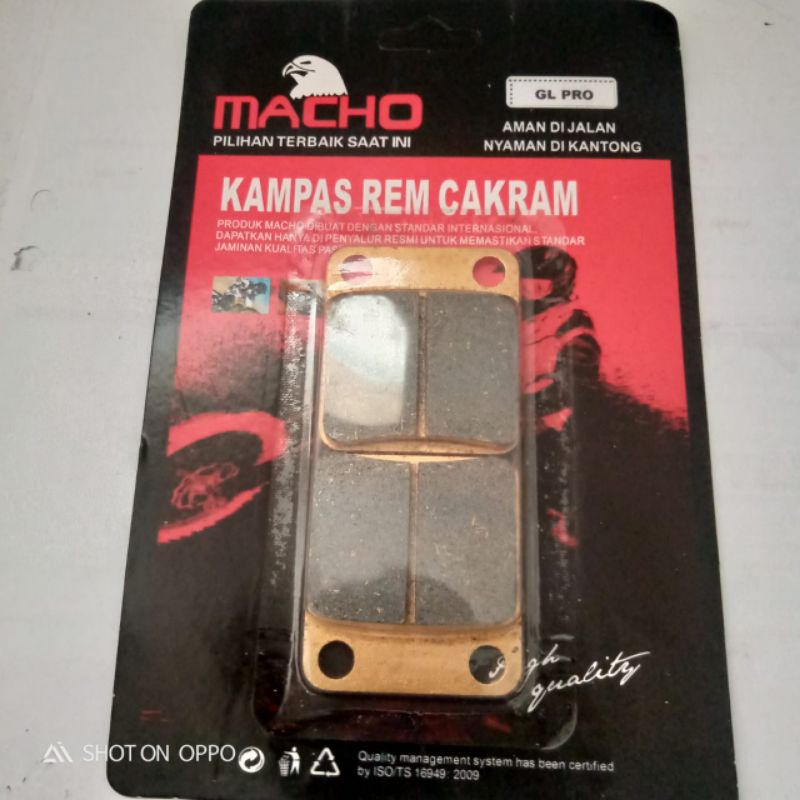 MACHO
PILIHAN TERBAIK SAAT INI
GL PRO
AMAN DI JALAN
NYAMAN DI KANTONG
KAMPAS REM CAKRAM
PRODUK MACHO DIBUAT DENGAN STANDAR INTERNASIONAL,
DAPATKAN HANYA DI PENYALUR RESMI UNTUK MEMASTIKAN STANDAR
JAMINAN KUALITAS
High
quality
SHOT ON OPPO
Quality management system has been certified
by ISO/TS 16949: 2009